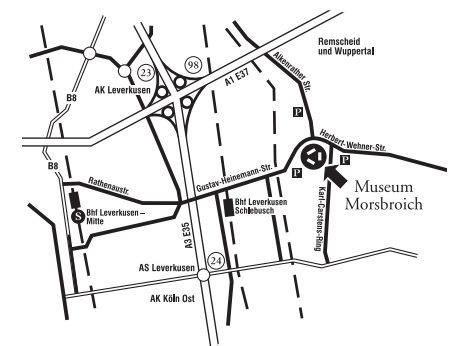 Remscheid
und Wuppertal
98
23
AK Leverkusen
A1 E37
Alkenrather Str.
B8
P
Herbert-Wehner-Str.
P
B8
Rathenaustr.
Gustav-Heinemann-Str.
P
Museum
Morsbroich
Karl-Carstens-Ring
S
Bhf Leverkusen –
Mitte
Bhf Leverkusen
Schlebusch
A3 E35
AS Leverkusen
24
AK Köln Ost